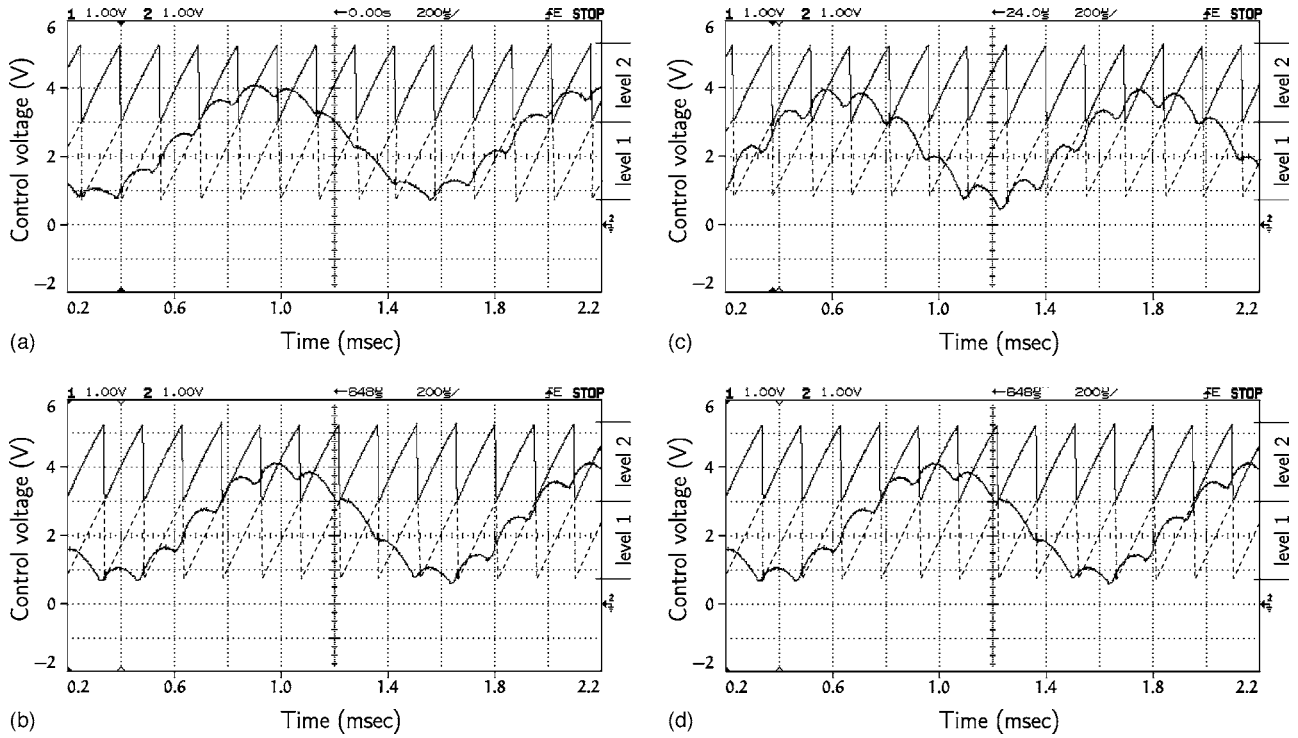 1 1.00V 2 1.00V ←0.00s 200µs/ ƒE STOP
6
4
2
0
−2
Control voltage (V)
level 2
level 1
2
0.2 0.6 1.0 1.4 1.8 2.2
Time (msec)
(a)
1 1.00V 2 1.00V 200µs/ ƒE STOP
6
4
2
0
−2
Control voltage (V)
level 2
level 1
2
0.2 0.6 1.0 1.4 1.8 2.2
Time (msec)
(c)
1 1.00V 2 1.00V 200µs/ ƒE STOP
6
4
2
0
−2
Control voltage (V)
level 2
level 1
2
0.2 0.6 1.0 1.4 1.8 2.2
Time (msec)
(b)
1 1.00V 2 1.00V 200µs/ ƒE STOP
6
4
2
0
−2
Control voltage (V)
level 2
level 1
2
0.2 0.6 1.0 1.4 1.8 2.2
Time (msec)
(d)